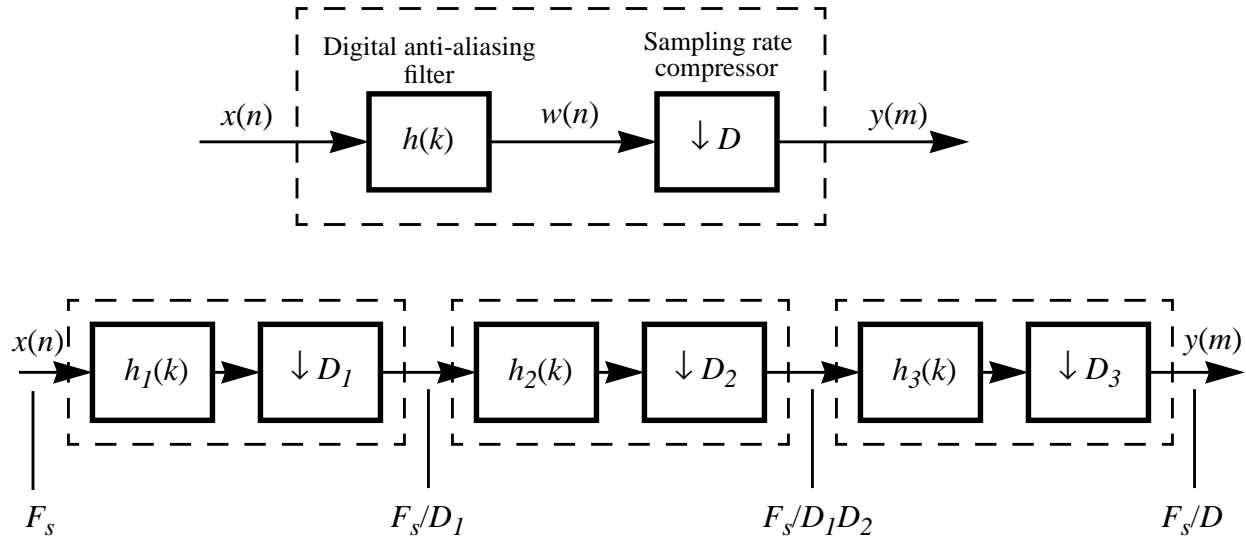 Digital anti-aliasing
filter
Sampling rate
compressor
x(n)
h(k)
w(n)
↓ D
y(m)
x(n)
h₁(k)
↓ D₁
h₂(k)
↓ D₂
h₃(k)
↓ D₃
y(m)
Fₛ
Fₛ/D₁
Fₛ/D₁D₂
Fₛ/D